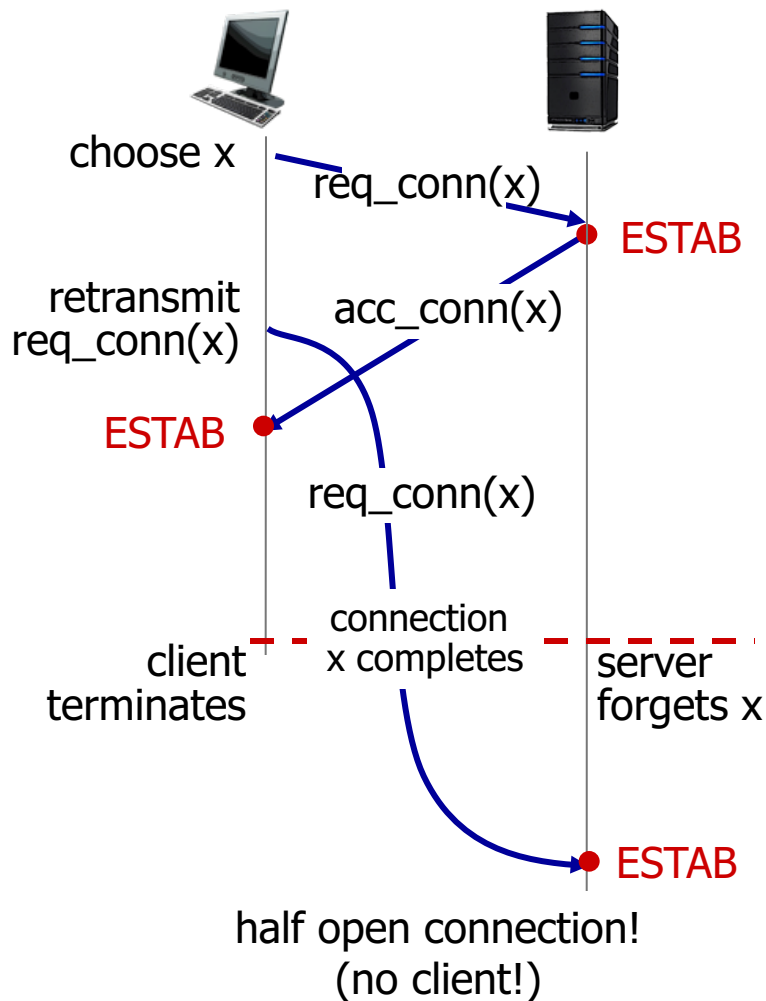 choose x
req_conn(x)
ESTAB
retransmit
req_conn(x)
acc_conn(x)
ESTAB
req_conn(x)
connection
x completes
client
terminates
server
forgets x
ESTAB
half open connection!
(no client!)